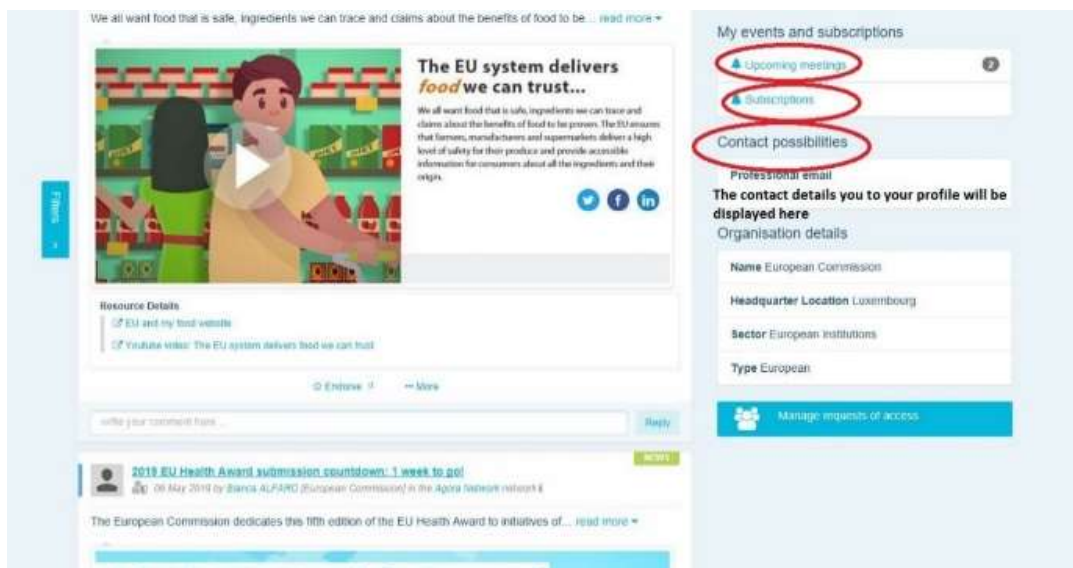 We all want food that is safe, ingredients we can trace and claims about the benefits of food to be... read more
The EU system delivers
food we can trust...
We all want food that is safe, ingredients we can trace and
claims about the benefits of food to be proven. The EU ensures
that farmers, manufacturers and supermarkets deliver a high
level of safety for their produce and provide accessible
information for consumers about all the ingredients and their
origin.
Filters
Resource Details
EU and my food website
Youtube video: The EU system delivers food we can trust
Endorse
More
write your comment here ...
Reply
NEWS
2019 EU Health Award submission countdown: 1 week to go!
06 May 2019 by Bianca ALFARO [European Commission] in the Agora Network network
The European Commission dedicates this fifth edition of the EU Health Award to initiatives of... read more
My events and subscriptions
Upcoming meetings 2
Subscriptions
Contact possibilities
Professional email
The contact details you to your profile will be
displayed here
Organisation details
Name European Commission
Headquarter Location Luxembourg
Sector European Institutions
Type European
Manage requests of access